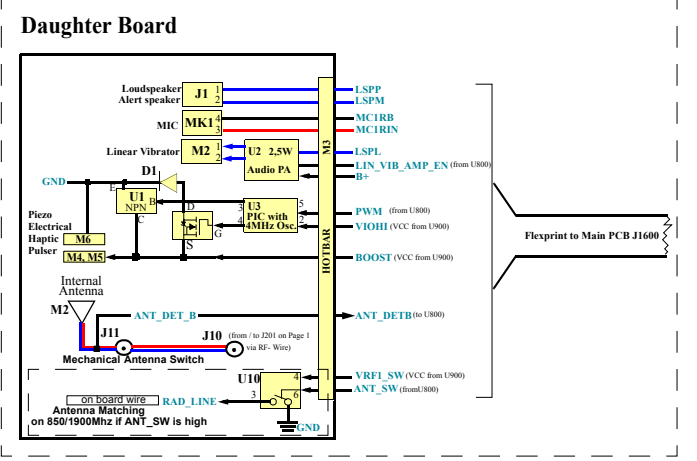 Daughter Board
Loudspeaker
Alert speaker
J1
1
2
LSPP
LSPM
MIC
MK1
4
3
MC1RB
MC1RIN
Linear Vibrator
M2
1
2
U2 2,5W
Audio PA
M3
LSPL
LIN_VIB_AMP_EN (from U800)
B+
D1
GND
E
U1
NPN
B
C
D
G
S
U3
PIC with
4MHz Osc.
3
4
5
2
PWM (from U800)
VIOHI (VCC from U900)
Piezo
Electrical
Haptic
Pulser
M6
M4, M5
HOTBAR
BOOST (VCC from U900)
Flexprint to Main PCB J1600
Internal
Antenna
M2
ANT_DET_B
ANT_DETB (to U800)
J11
J10 (from / to J201 on Page 1
via RF- Wire)
Mechanical Antenna Switch
U10
4
3
6
VRF1_SW (VCC from U900)
ANT_SW (fromU800)
on board wire
RAD_LINE
Antenna Matching
on 850/1900Mhz if ANT_SW is high
GND